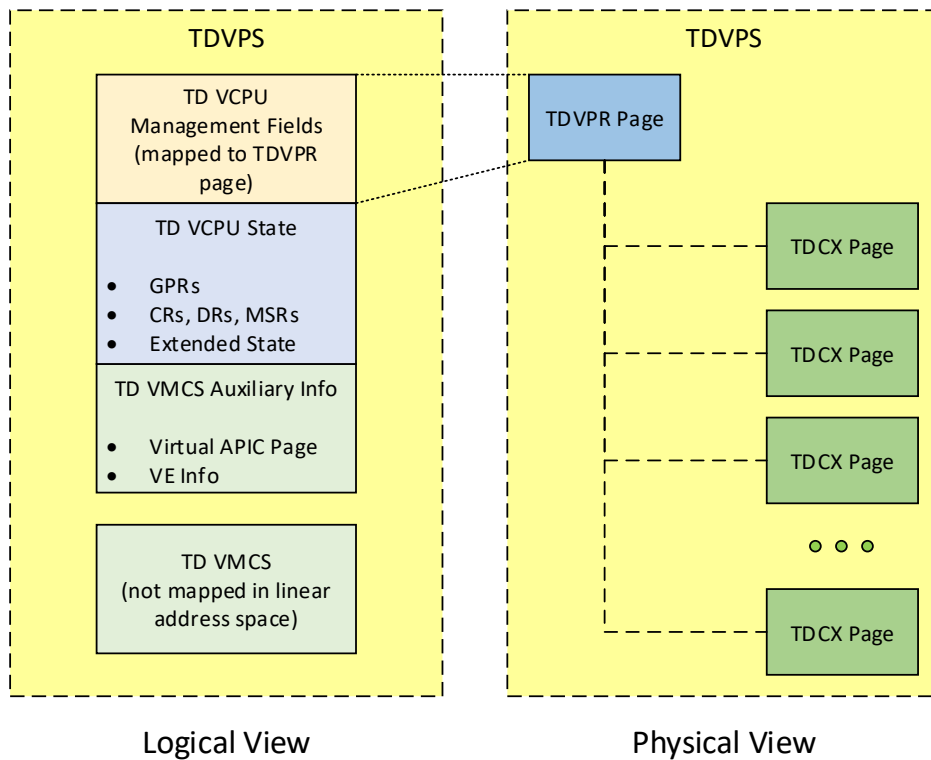 TDVPS
TD VCPU
Management Fields
(mapped to TDVPR
page)
TD VCPU State
• GPRs
• CRs, DRs, MSRs
• Extended State
TD VMCS Auxiliary Info
• Virtual APIC Page
• VE Info
TD VMCS
(not mapped in linear
address space)
Logical View
TDVPS
TDVPR Page
TDCX Page
TDCX Page
TDCX Page
TDCX Page
Physical View